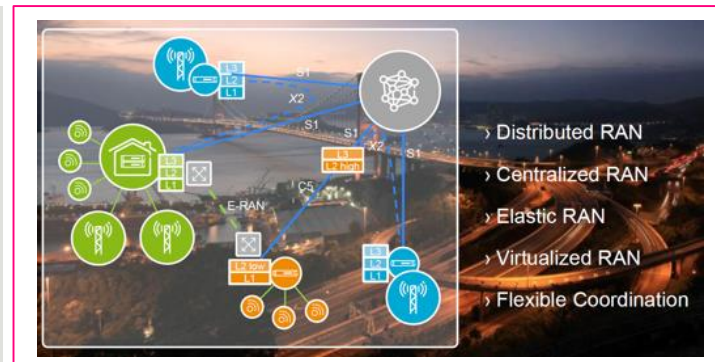 L3
L2
L1
S1
X2
S1
S1
X2
S1
L3
L2 high
L3
L2
L1
C5
E-RAN
L2 low
L1
L3
L2
L1
› Distributed RAN
› Centralized RAN
› Elastic RAN
› Virtualized RAN
› Flexible Coordination